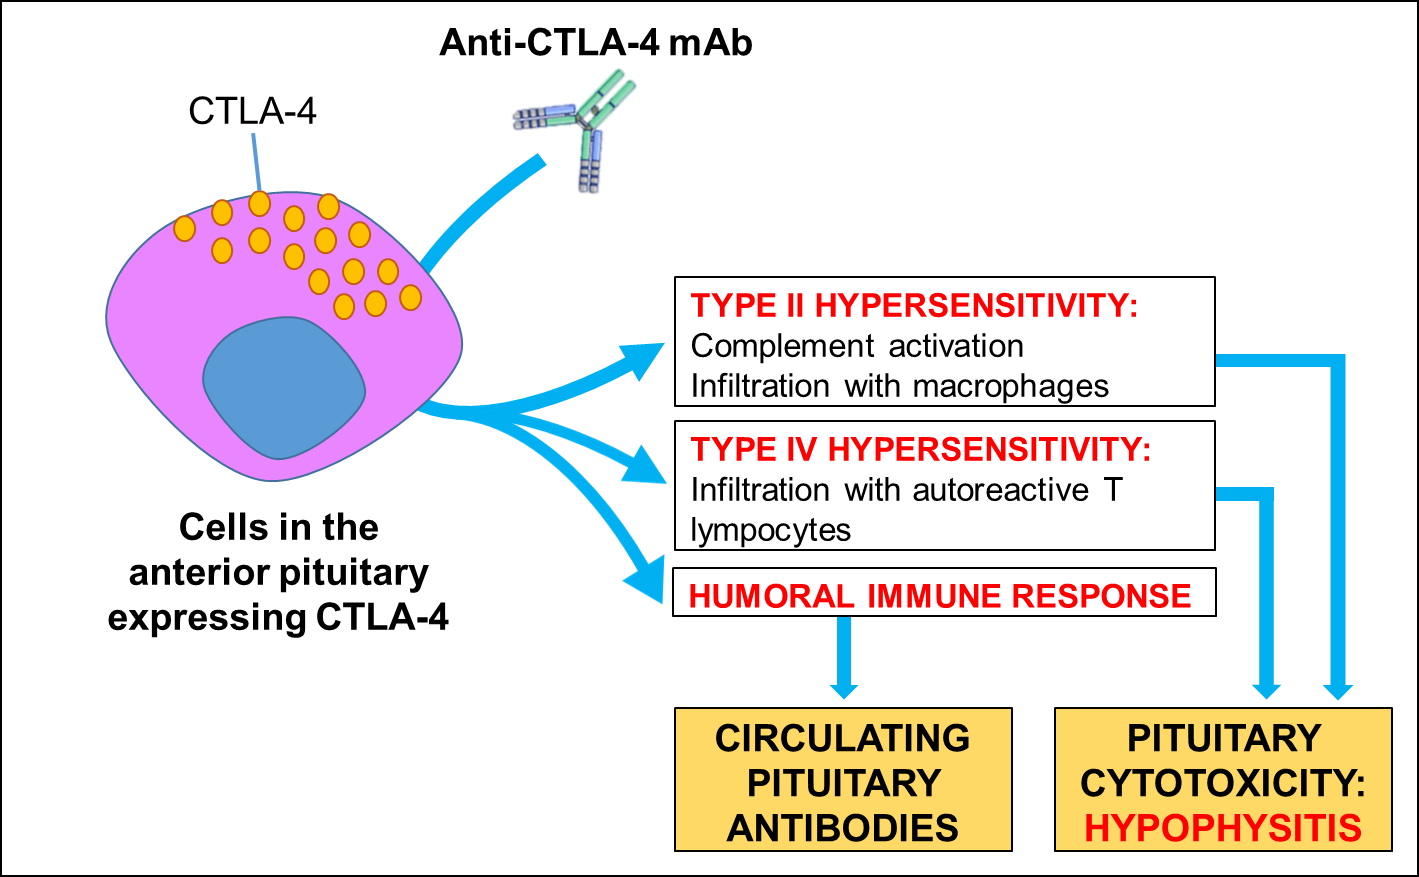 Anti-CTLA-4 mAb
CTLA-4
Cells in the
anterior pituitary
expressing CTLA-4
TYPE II HYPERSENSITIVITY:
Complement activation
Infiltration with macrophages
TYPE IV HYPERSENSITIVITY:
Infiltration with autoreactive T
lympocytes
HUMORAL IMMUNE RESPONSE
CIRCULATING
PITUITARY
ANTIBODIES
PITUITARY
CYTOTOXICITY:
HYPOPHYSITIS